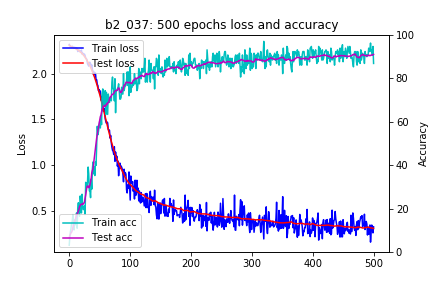 b2_037: 500 epochs loss and accuracy
Train loss
Test loss
Train acc
Test acc
Loss
2.0
1.5
1.0
0.5
Accuracy
100
80
60
40
20
0
0
100
200
300
400
500